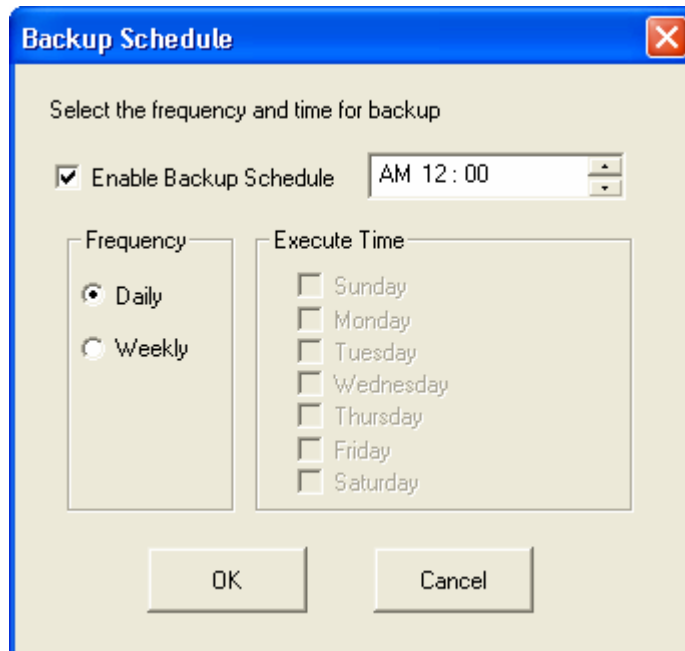 Backup Schedule
Select the frequency and time for backup
Enable Backup Schedule
AM 12 : 00
Frequency
Daily
Weekly
Execute Time
Sunday
Monday
Tuesday
Wednesday
Thursday
Friday
Saturday
OK
Cancel